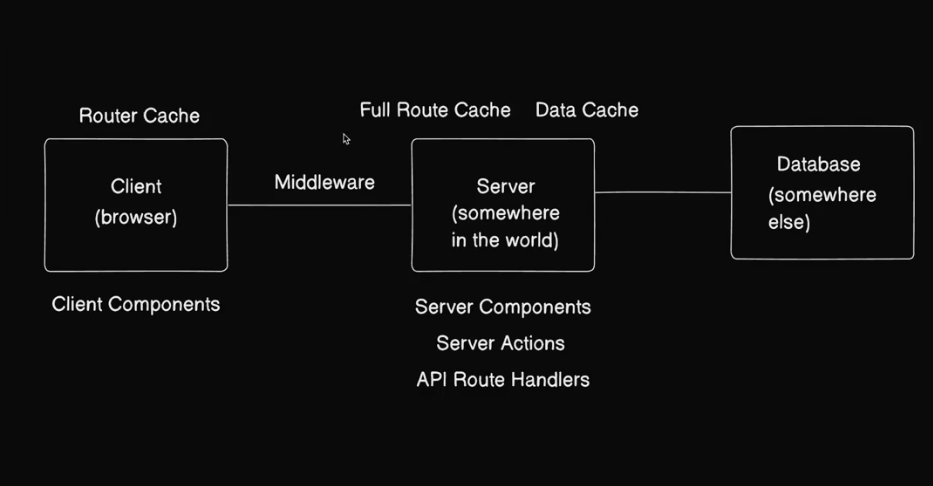 Router Cache
Full Route Cache
Data Cache
Client
(browser)
Middleware
Server
(somewhere
in the world)
Database
(somewhere
else)
Client Components
Server Components
Server Actions
API Route Handlers